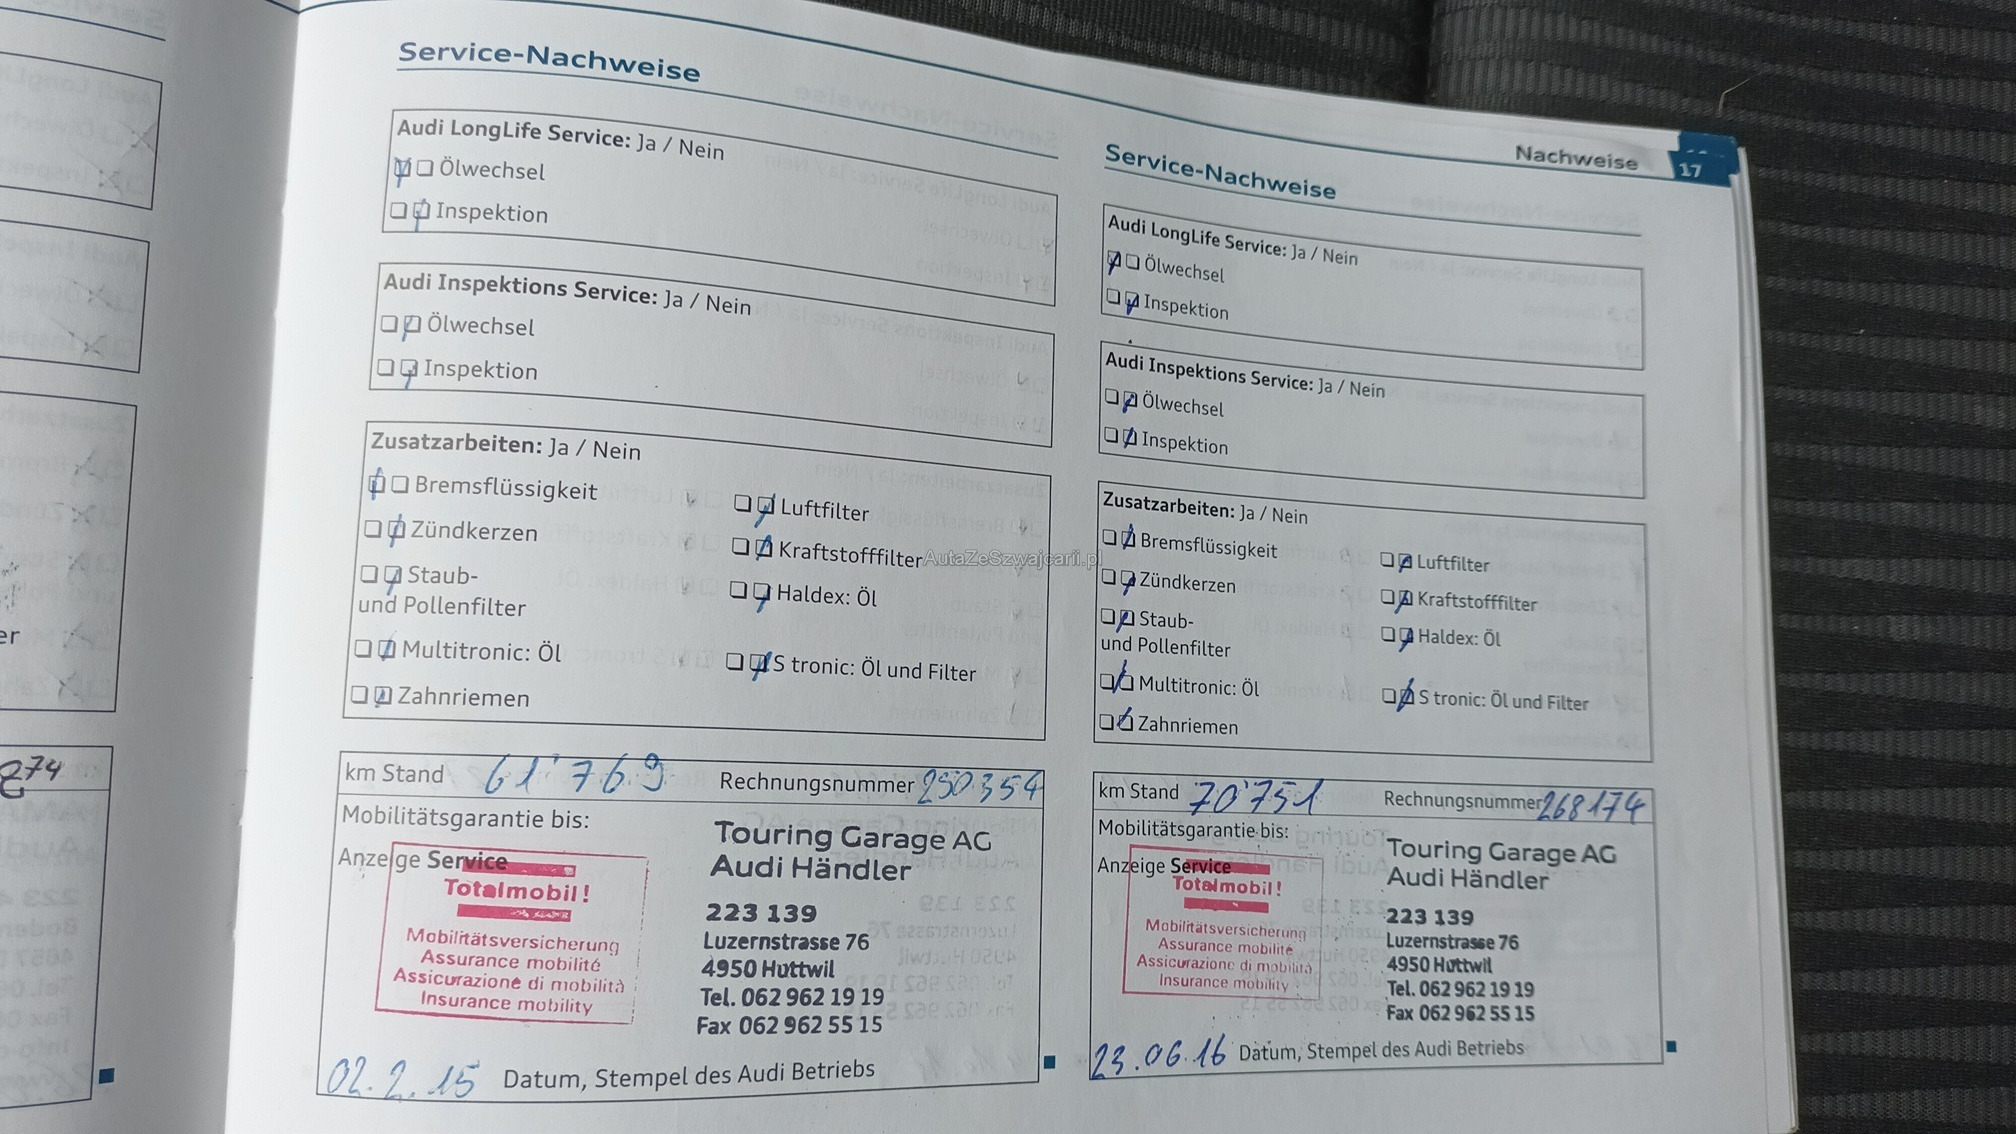 Nachweise
17
Service-Nachweise
Audi LongLife Service: Ja / Nein
Ölwechsel
Inspektion
Audi Inspektions Service: Ja / Nein
Ölwechsel
Inspektion
Zusatzarbeiten: Ja / Nein
Bremsflüssigkeit
Luftfilter
Zündkerzen
Kraftstofffilter
Staub-
und Pollenfilter
Haldex: Öl
Multitronic: Öl
S tronic: Öl und Filter
Zahnriemen
km Stand 61'769
Rechnungsnummer 250354
Mobilitätsgarantie bis:
Anzeige Service
Totalmobil!
Mobilitätsversicherung
Assurance mobilité
Assicurazione di mobilità
Insurance mobility
Touring Garage AG
Audi Händler
223 139
Luzernstrasse 76
4950 Huttwil
Tel. 062 962 19 19
Fax 062 962 55 15
02.2.15 Datum, Stempel des Audi Betriebs
Service-Nachweise
Audi LongLife Service: Ja / Nein
Ölwechsel
Inspektion
Audi Inspektions Service: Ja / Nein
Ölwechsel
Inspektion
Zusatzarbeiten: Ja / Nein
Bremsflüssigkeit
Luftfilter
Zündkerzen
Kraftstofffilter
Staub-
und Pollenfilter
Haldex: Öl
Multitronic: Öl
S tronic: Öl und Filter
Zahnriemen
km Stand 70'751
Rechnungsnummer 268174
Mobilitätsgarantie bis:
Anzeige Service
Totalmobil!
Mobilitätsversicherung
Assurance mobilité
Assicurazione di mobilità
Insurance mobility
Touring Garage AG
Audi Händler
223 139
Luzernstrasse 76
4950 Huttwil
Tel. 062 962 19 19
Fax 062 962 55 15
23.06.16 Datum, Stempel des Audi Betriebs
AutaZeSzwajcarii.pl